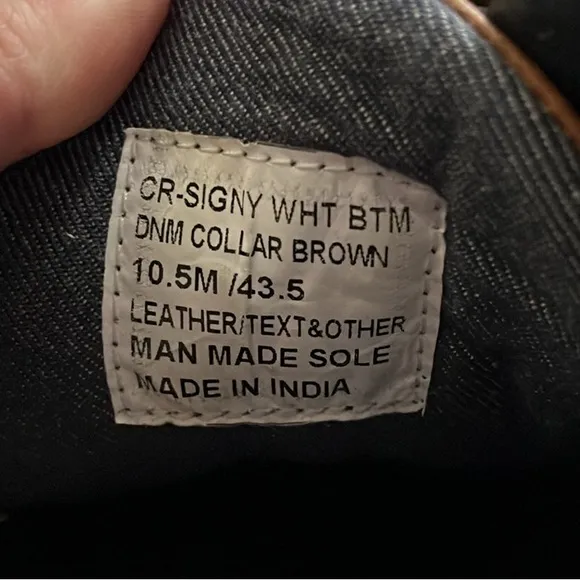 CR-SIGNY WHT BTM
DNM COLLAR BROWN
10.5M /43.5
LEATHER/TEXT&OTHER
MAN MADE SOLE
MADE IN INDIA